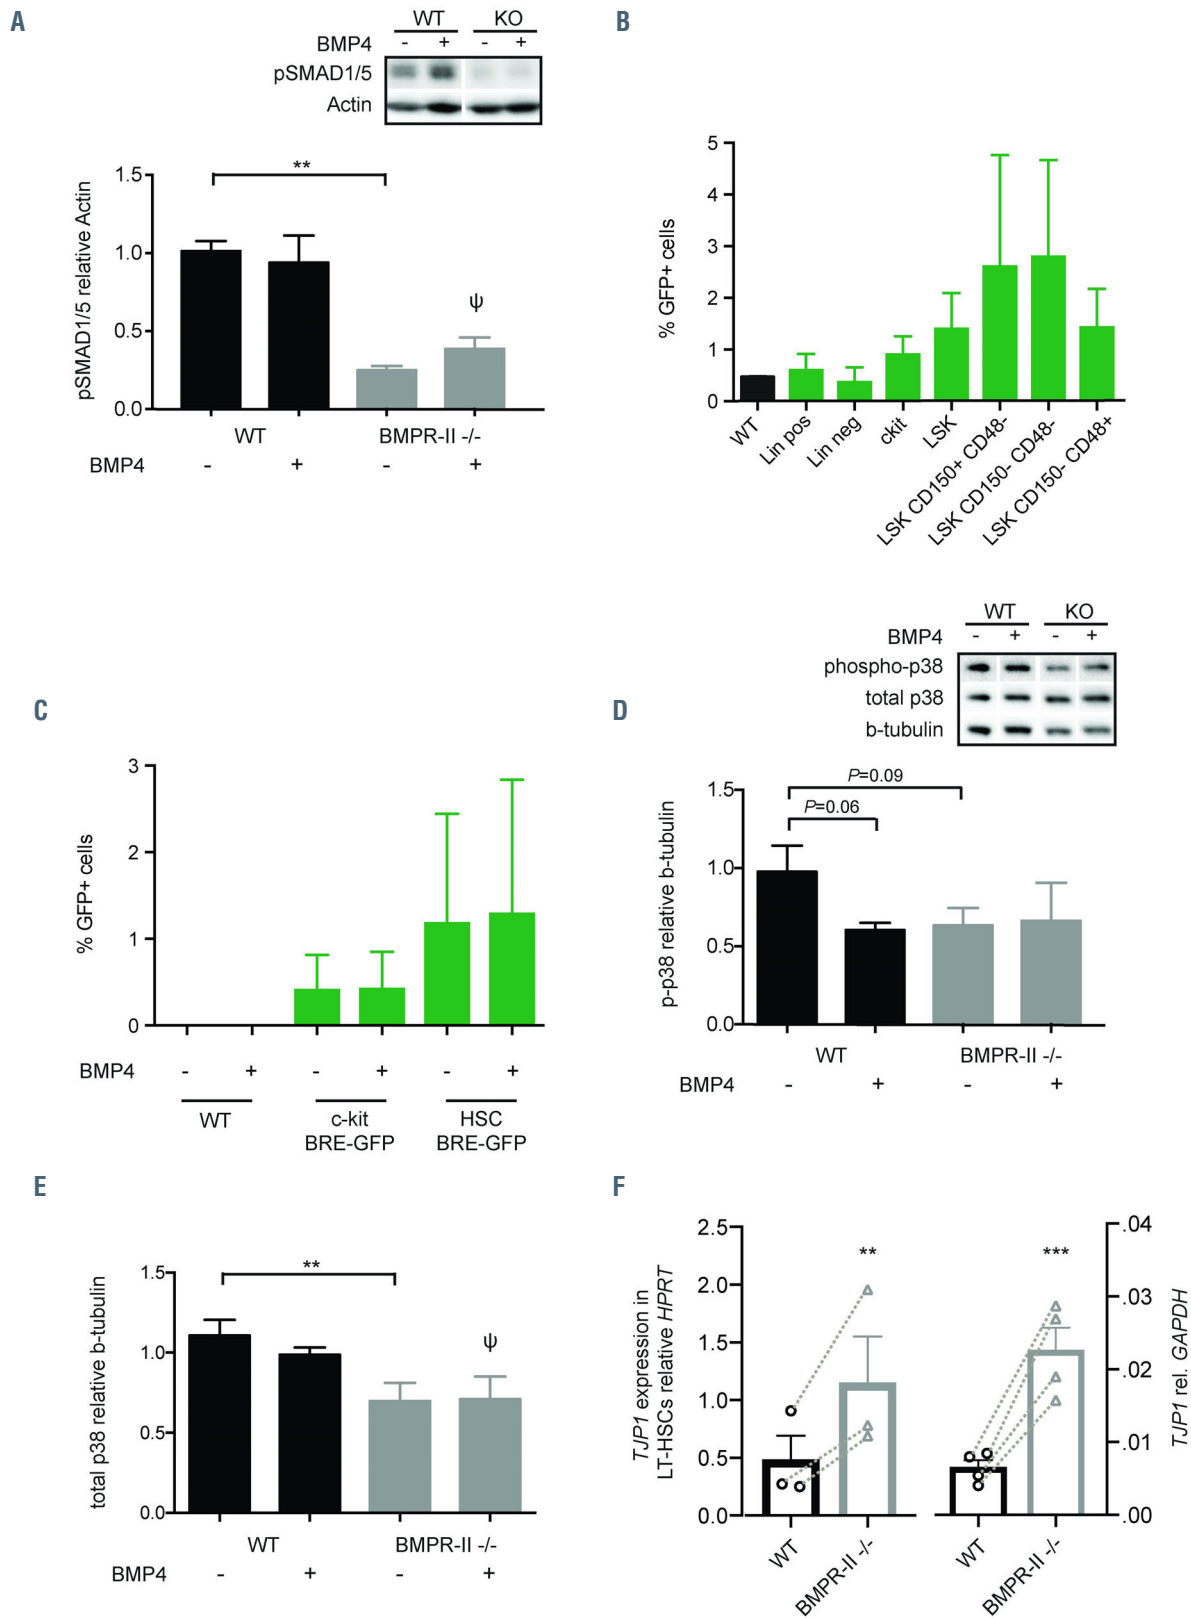 A
WT KO
BMP4 - + - +
pSMAD1/5
Actin
pSMAD1/5 relative Actin
1.5
1.0
0.5
0.0
**
ψ
WT BMPR-II -/-
BMP4 - + - +
B
% GFP+ cells
5
4
3
2
1
0
WT
Lin pos
Lin neg
ckit
LSK
LSK CD150+ CD48-
LSK CD150- CD48-
LSK CD150- CD48+
C
% GFP+ cells
3
2
1
0
BMP4 - + - + - +
WT c-kit HSC
BRE-GFP BRE-GFP
D
WT KO
BMP4 - + - +
phospho-p38
total p38
b-tubulin
p-p38 relative b-tubulin
1.5
1.0
0.5
0.0
P=0.09
P=0.06
WT BMPR-II -/-
BMP4 - + - +
E
total p38 relative b-tubulin
1.5
1.0
0.5
0.0
**
ψ
WT BMPR-II -/-
BMP4 - + - +
F
TJP1 expression in
LT-HSCs relative HPRT
2.5
2.0
1.5
1.0
0.5
0.0
**
***
.04
.03
.02
.01
.00
TJP1 rel. GAPDH
WT
BMPR-II -/-
WT
BMPR-II -/-